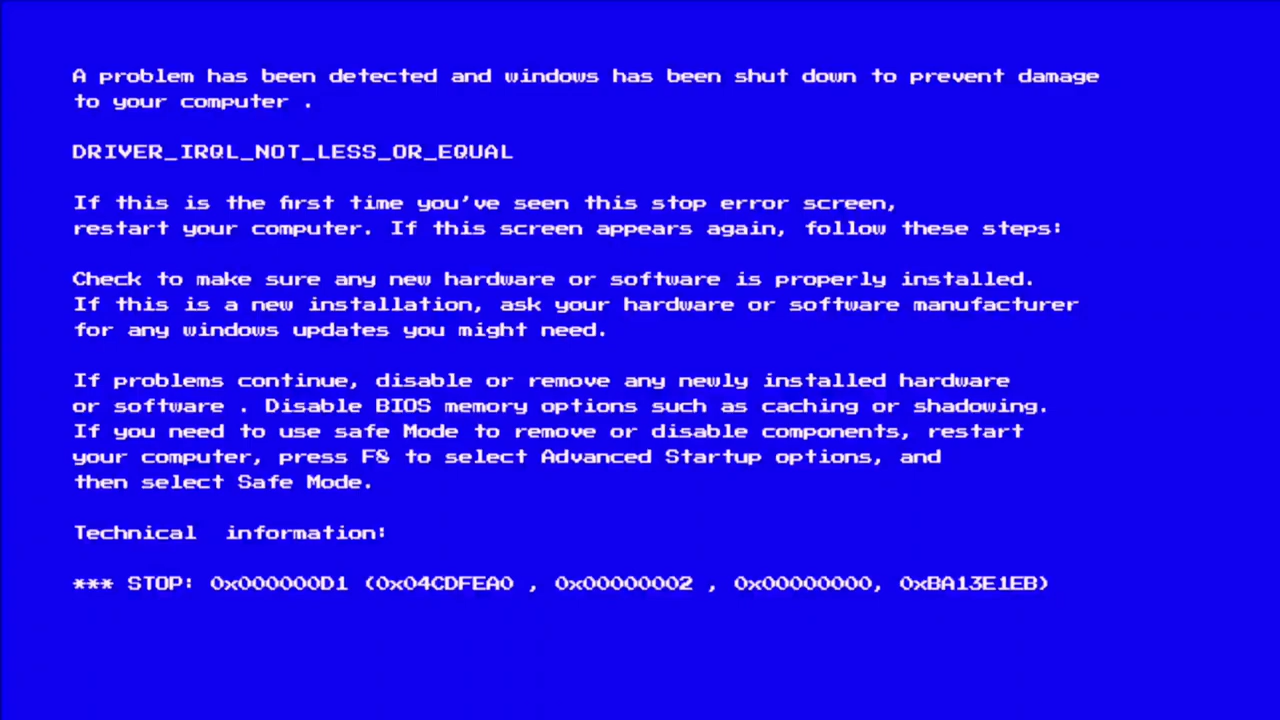 A problem has been detected and windows has been shut down to prevent damage
to your computer .
DRIVER_IRQL_NOT_LESS_OR_EQUAL
If this is the first time you've seen this stop error screen,
restart your computer. If this screen appears again, follow these steps:
Check to make sure any new hardware or software is properly installed.
If this is a new installation, ask your hardware or software manufacturer
for any windows updates you might need.
If problems continue, disable or remove any newly installed hardware
or software . Disable BIOS memory options such as caching or shadowing.
If you need to use safe Mode to remove or disable components, restart
your computer, press F& to select Advanced Startup options, and
then select Safe Mode.
Technical  information:
*** STOP: 0x000000D1 (0x04CDFEA0 , 0x00000002 , 0x00000000, 0xBA13E1EB)